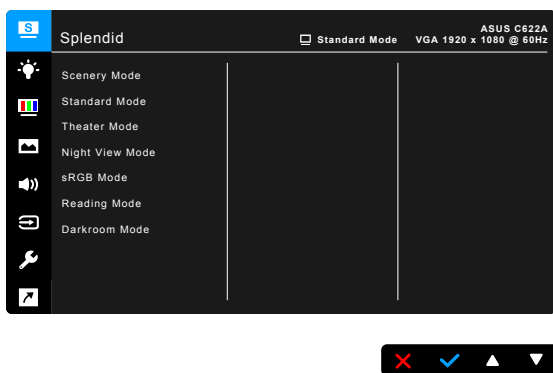 S
Splendid
Standard Mode
ASUS C622A
VGA 1920 x 1080 @ 60Hz
Scenery Mode
Standard Mode
Theater Mode
Night View Mode
sRGB Mode
Reading Mode
Darkroom Mode